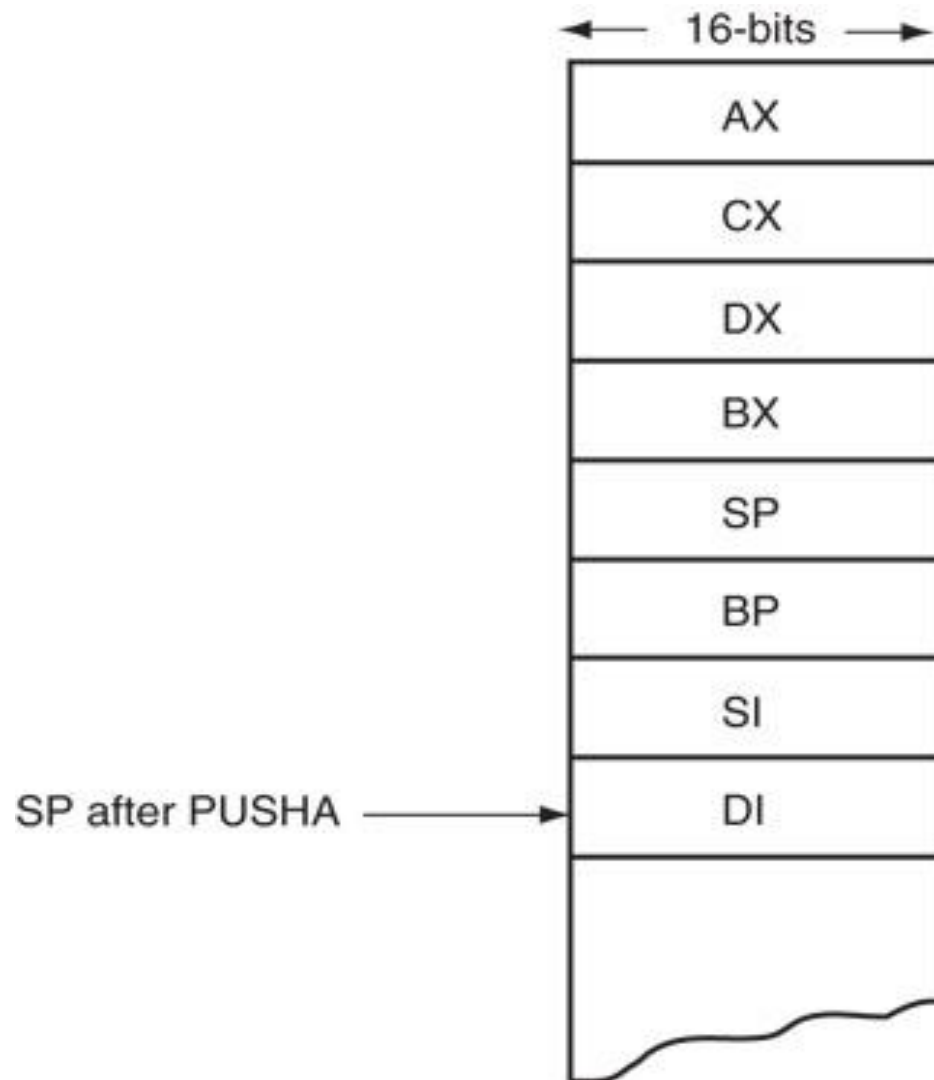 16-bits
AX
CX
DX
BX
SP
BP
SI
SP after PUSHA
DI